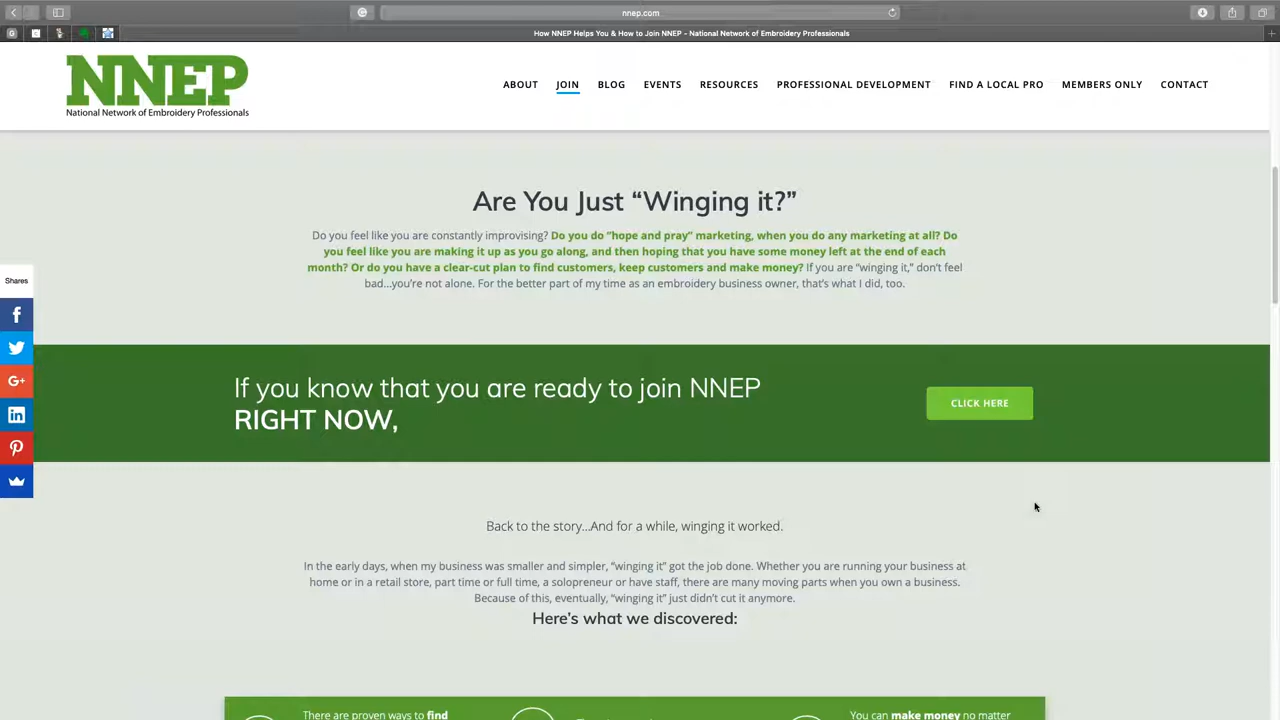 nnep.com
How NNEP Helps You & How to Join NNEP - National Network of Embroidery Professionals
NNEP
National Network of Embroidery Professionals
ABOUT JOIN BLOG EVENTS RESOURCES PROFESSIONAL DEVELOPMENT FIND A LOCAL PRO MEMBERS ONLY CONTACT
Are You Just “Winging it?”
Do you feel like you are constantly improvising? Do you do “hope and pray” marketing, when you do any marketing at all? Do
you feel like you are making it up as you go along, and then hoping that you have some money left at the end of each
month? Or do you have a clear-cut plan to find customers, keep customers and make money? If you are “winging it,” don’t feel
bad...you’re not alone. For the better part of my time as an embroidery business owner, that’s what I did, too.
Shares
If you know that you are ready to join NNEP
RIGHT NOW,
CLICK HERE
Back to the story...And for a while, winging it worked.
In the early days, when my business was smaller and simpler, “winging it” got the job done. Whether you are running your business at
home or in a retail store, part time or full time, a solopreneur or have staff, there are many moving parts when you own a business.
Because of this, eventually, “winging it” just didn’t cut it anymore.
Here’s what we discovered:
There are proven ways to find
You can make money no matter